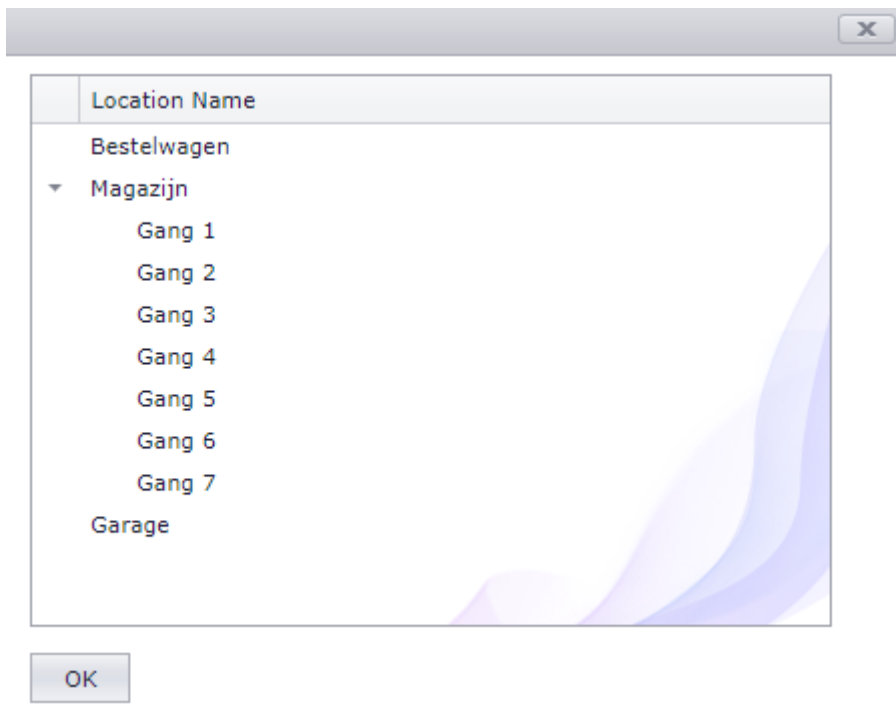 Location Name
Bestelwagen
Magazijn
Gang 1
Gang 2
Gang 3
Gang 4
Gang 5
Gang 6
Gang 7
Garage
OK